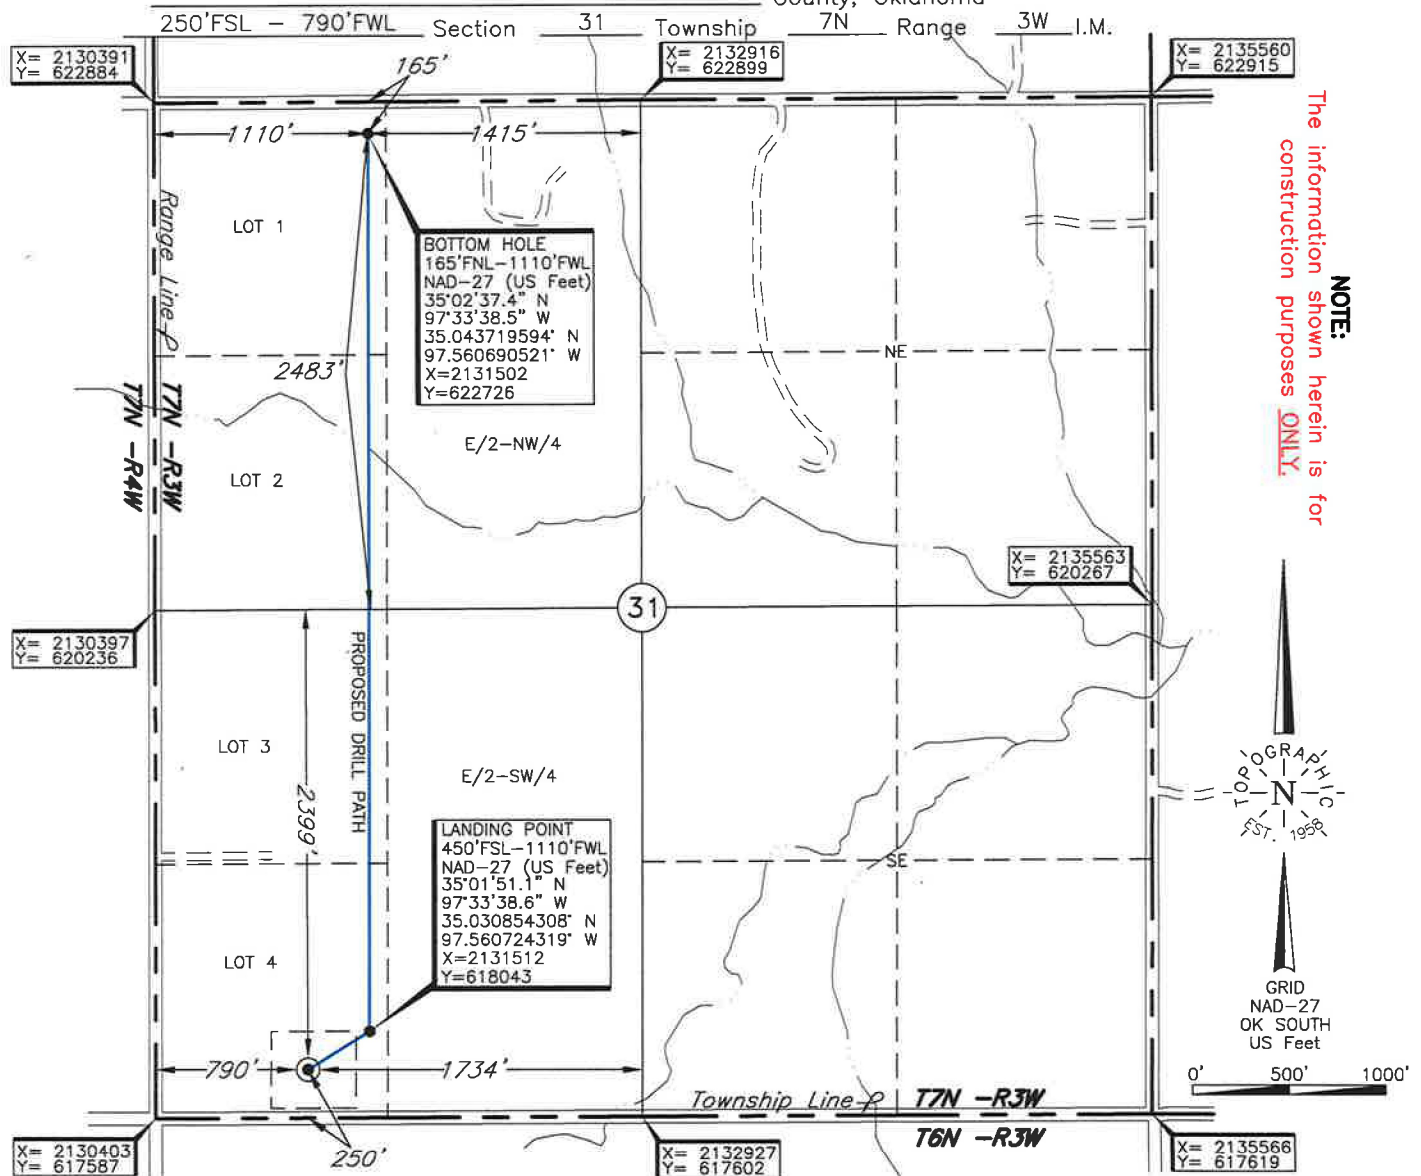 County, Oklahoma
250'FSL - 790'FWL Section 31 Township 7N Range 3W I.M.
X= 2130391
Y= 622884
X= 2132916
Y= 622899
X= 2135560
Y= 622915
165'
1110'
1415'
Range Line
LOT 1
BOTTOM HOLE
165'FNL-1110'FWL
NAD-27 (US Feet)
35°02'37.4" N
97°33'38.5" W
35.043719594° N
97.560690521° W
X=2131502
Y=622726
NOTE:
The information shown herein is for
construction purposes ONLY.
NE
2483'
T7N -R4W
T7N -R3W
LOT 2
E/2-NW/4
X= 2135563
Y= 620267
31
X= 2130397
Y= 620236
PROPOSED DRILL PATH
LOT 3
E/2-SW/4
2399'
TOPOGRAPHIC
N
EST. 1958
LANDING POINT
450'FSL-1110'FWL
NAD-27 (US Feet)
35°01'51.1" N
97°33'38.6" W
35.030854308° N
97.560724319° W
X=2131512
Y=618043
SE
LOT 4
GRID
NAD-27
OK SOUTH
US Feet
0' 500' 1000'
790'
1734'
Township Line
T7N -R3W
T6N -R3W
250'
X= 2130403
Y= 617587
X= 2132927
Y= 617602
X= 2135566
Y= 617619